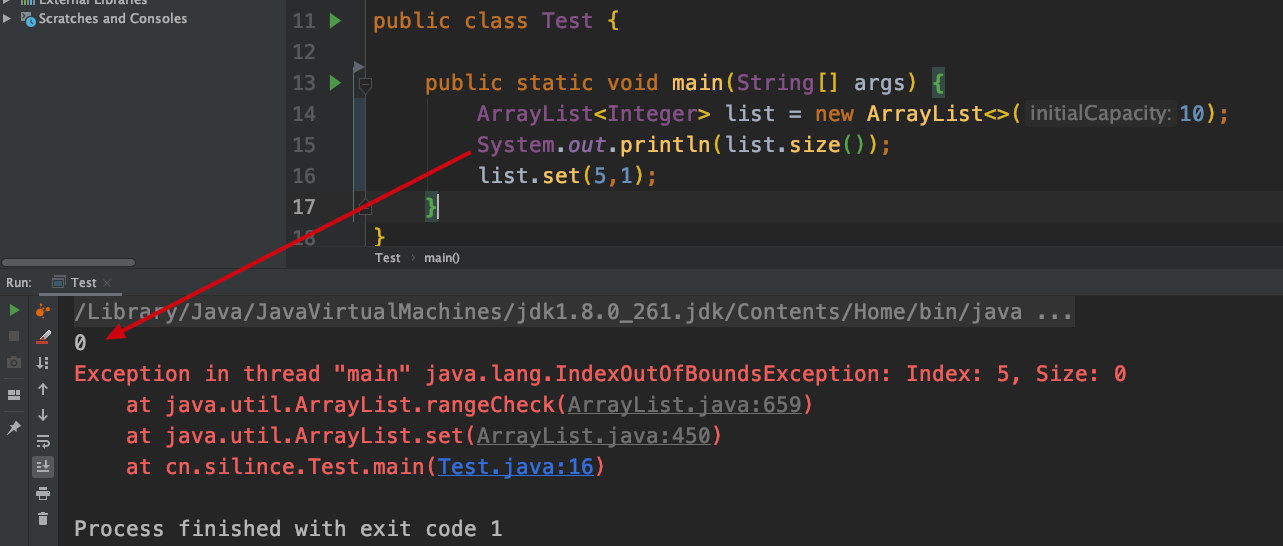 External Libraries
Scratches and Consoles
11 public class Test {
12
13 public static void main(String[] args) {
14 ArrayList<Integer> list = new ArrayList<>( initialCapacity: 10);
15 System.out.println(list.size());
16 list.set(5,1);
17 }
18 }
Test › main()
Run: Test ×
/Library/Java/JavaVirtualMachines/jdk1.8.0_261.jdk/Contents/Home/bin/java ...
0
Exception in thread "main" java.lang.IndexOutOfBoundsException: Index: 5, Size: 0
at java.util.ArrayList.rangeCheck(ArrayList.java:659)
at java.util.ArrayList.set(ArrayList.java:450)
at cn.silince.Test.main(Test.java:16)
Process finished with exit code 1